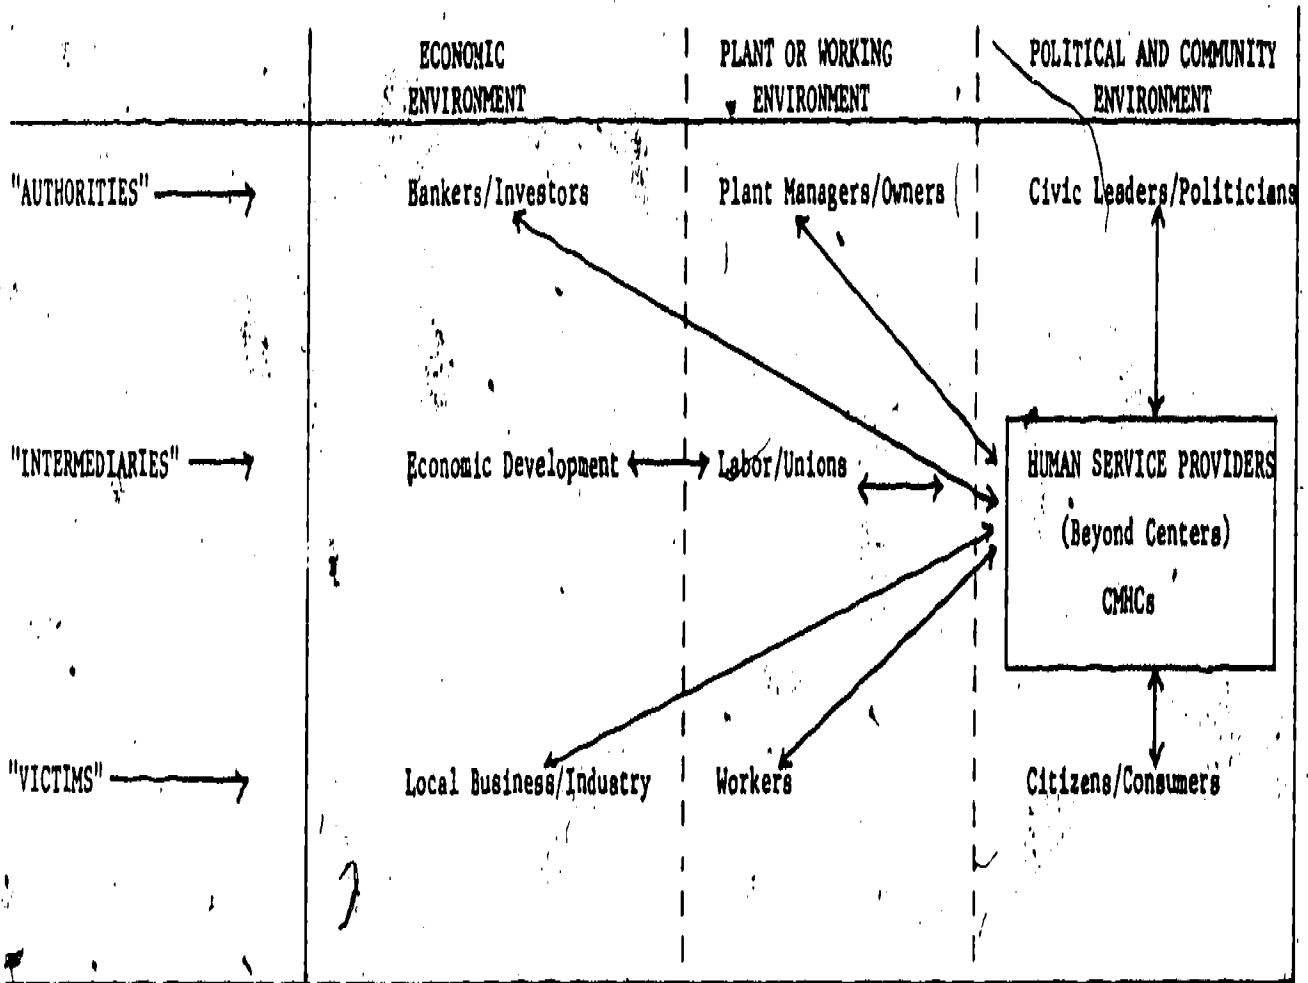 ECONOMIC
ENVIRONMENT
PLANT OR WORKING
ENVIRONMENT
POLITICAL AND COMMUNITY
ENVIRONMENT
"AUTHORITIES"
Bankers/Investors
Plant Managers/Owners
Civic Leaders/Politicians
"INTERMEDIARIES"
Economic Development
Labor/Unions
HUMAN SERVICE PROVIDERS
(Beyond Centers)
CMHCs
"VICTIMS"
Local Business/Industry
Workers
Citizens/Consumers